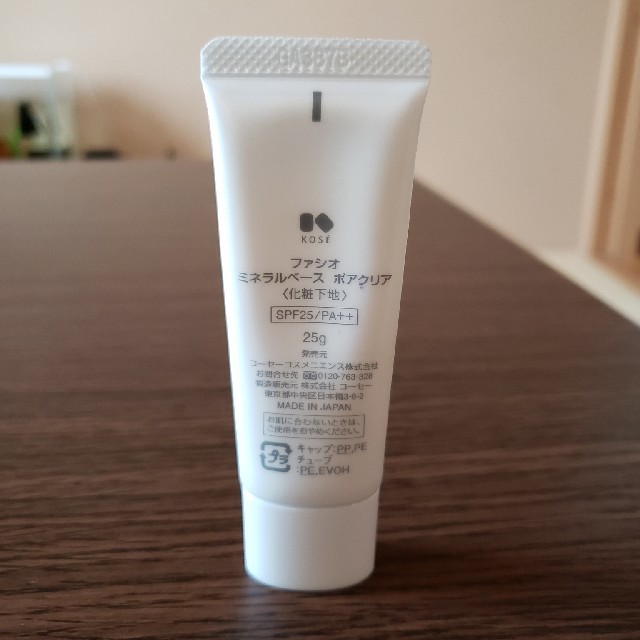 KOSÉ
ファシオ
ミネラルベース ポアクリア
〈化粧下地〉
SPF25/PA++
25g
発売元
コーセーコスメニエンス株式会社
お問合せ先 0120-763-328
製造販売元 株式会社 コーセー
東京都中央区日本橋3-6-2
MADE IN JAPAN
お肌に合わないときは、
ご使用をおやめください。
プラ
キャップ:PP,PE
チューブ
:PE,EVOH